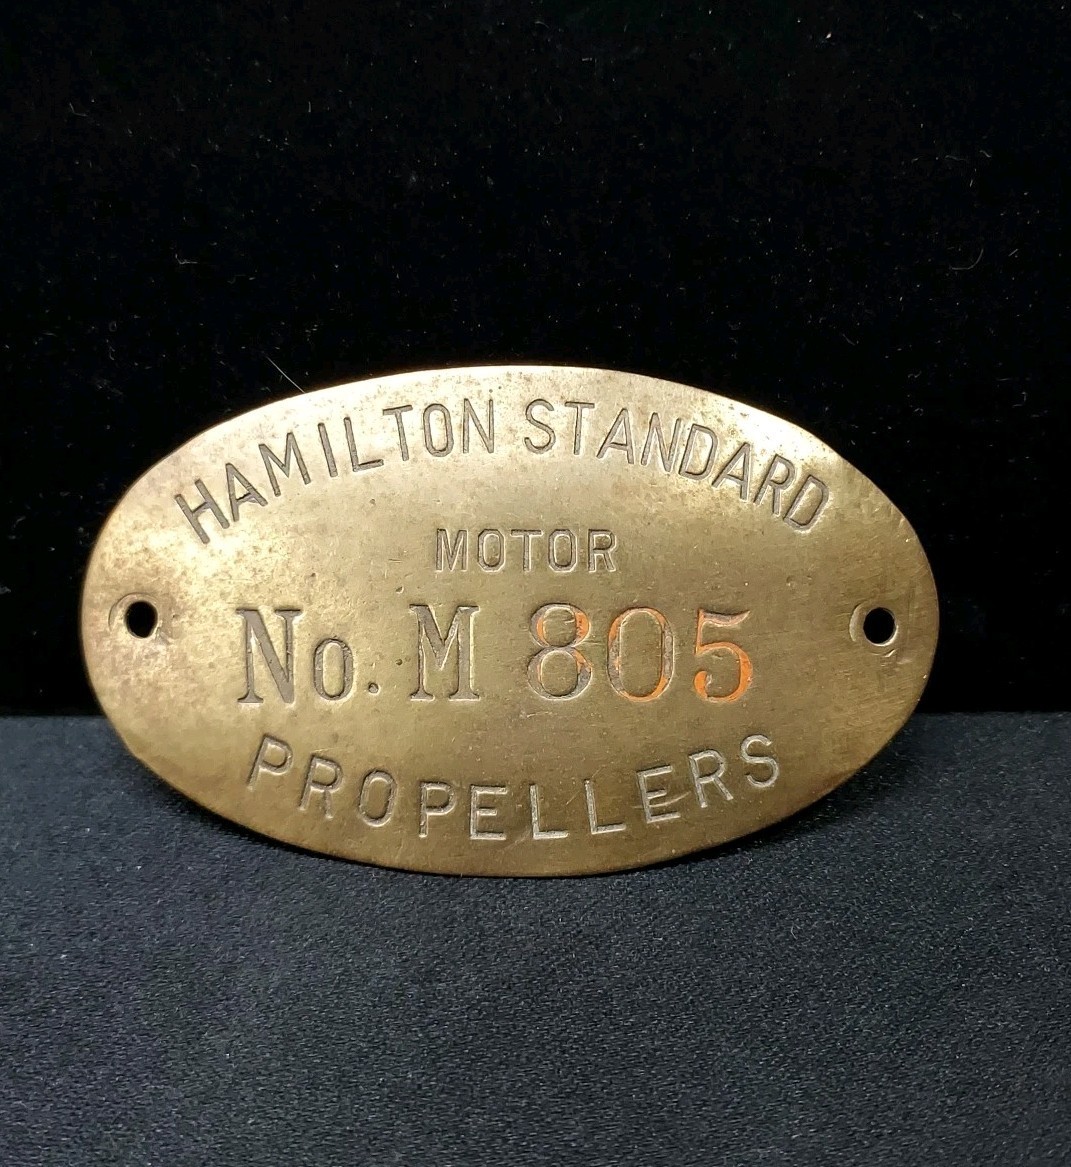 HAMILTON STANDARD
MOTOR
No. M 805
PROPELLERS